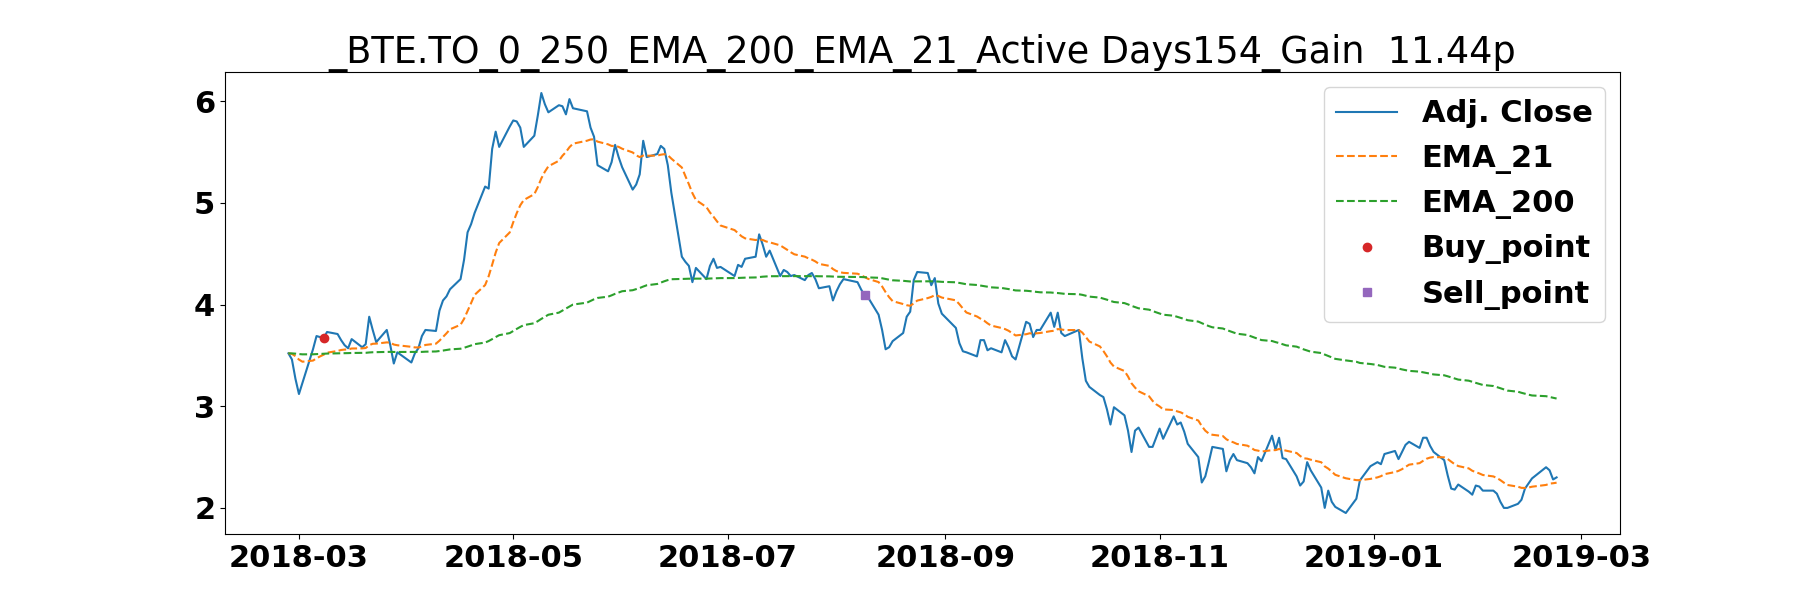 _BTE.TO_0_250_EMA_200_EMA_21_Active Days154_Gain  11.44p
6
5
4
3
2
Adj. Close
EMA_21
EMA_200
Buy_point
Sell_point
2018-03 2018-05 2018-07 2018-09 2018-11 2019-01 2019-03